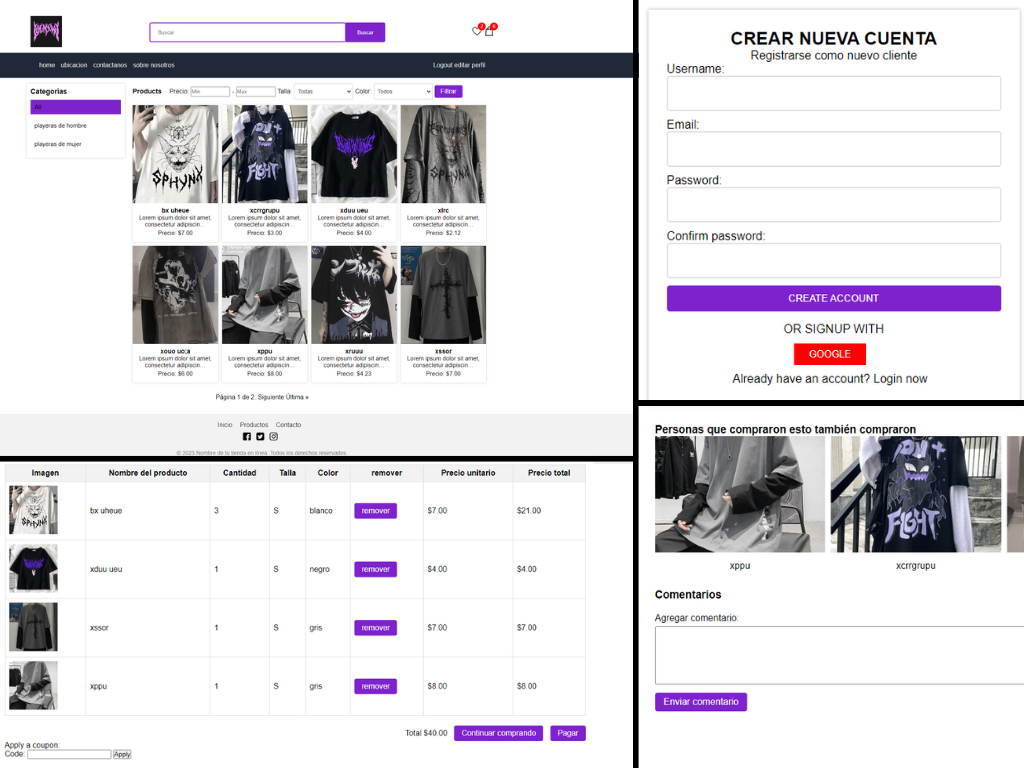 Buscar
Buscar
2
6
home ubicacion contactanos sobre nosotros
Logout editar perfil
Categorias
All
playeras de hombre
playeras de mujer
Products Precio: Min - Max Talla: Todas Color: Todos Filtrar
SPHYNX
FIGHT
bx uheue
Lorem ipsum dolor sit amet, consectetur adipiscin...
Precio: $7.00
xcrrgrupu
Lorem ipsum dolor sit amet, consectetur adipiscin...
Precio: $3.00
xduu ueu
Lorem ipsum dolor sit amet, consectetur adipiscin...
Precio: $4.00
xlrc
Lorem ipsum dolor sit amet, consectetur adipiscin...
Precio: $2.12
xouo uo;a
Lorem ipsum dolor sit amet, consectetur adipiscin...
Precio: $6.00
xppu
Lorem ipsum dolor sit amet, consectetur adipiscin...
Precio: $8.00
xruuu
Lorem ipsum dolor sit amet, consectetur adipiscin...
Precio: $4.23
xssor
Lorem ipsum dolor sit amet, consectetur adipiscin...
Precio: $7.00
Página 1 de 2. Siguiente Última »
Inicio Productos Contacto
© 2023 Nombre de tu tienda en línea. Todos los derechos reservados.
CREAR NUEVA CUENTA
Registrarse como nuevo cliente
Username:
Email:
Password:
Confirm password:
CREATE ACCOUNT
OR SIGNUP WITH
GOOGLE
Already have an account? Login now
Imagen Nombre del producto Cantidad Talla Color remover Precio unitario Precio total
SPHYNX
bx uheue 3 S blanco remover $7.00 $21.00
xduu ueu 1 S negro remover $4.00 $4.00
xssor 1 S gris remover $7.00 $7.00
xppu 1 S gris remover $8.00 $8.00
Total $40.00 Continuar comprando Pagar
Apply a coupon:
Code: Apply
Personas que compraron esto también compraron
FIGHT
xppu
xcrrgrupu
Comentarios
Agregar comentario:
Enviar comentario